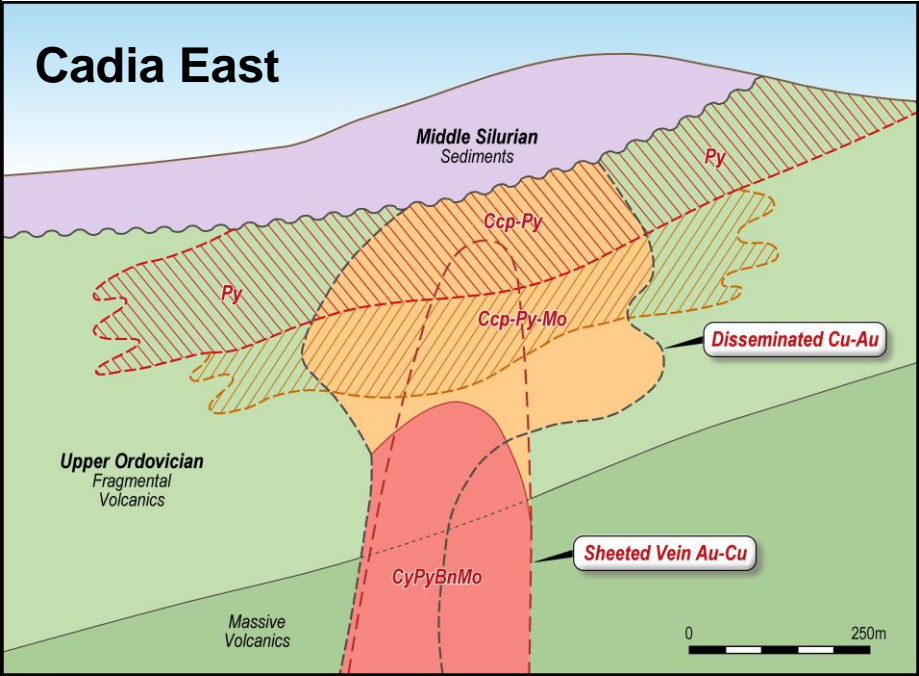 Cadia East
Middle Silurian
Sediments
Py
Ccp-Py
Py
Ccp-Py-Mo
Disseminated Cu-Au
Upper Ordovician
Fragmental
Volcanics
Sheeted Vein Au-Cu
CyPyBnMo
Massive
Volcanics
0 250m